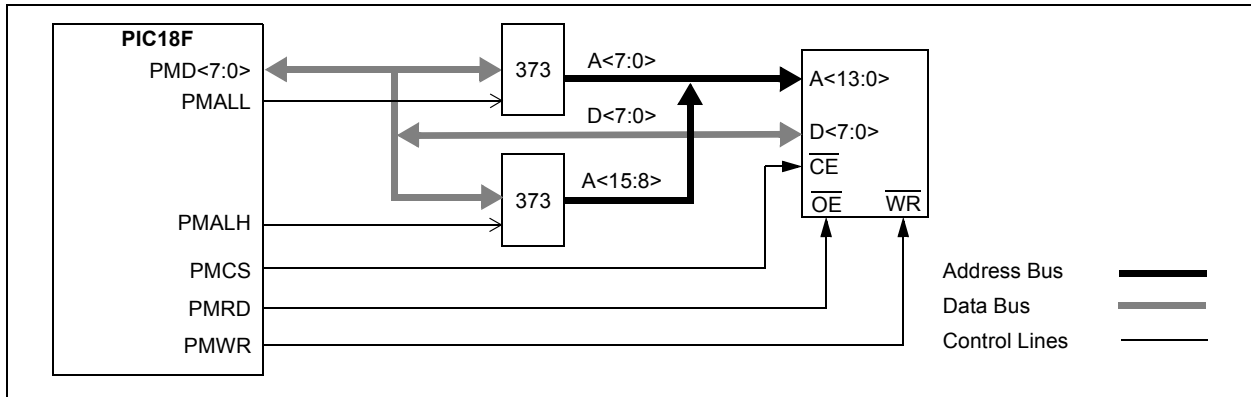 PIC18F
PMD<7:0>
PMALL
373
A<7:0>
A<13:0>
D<7:0>
D<7:0>
CE
373
A<15:8>
OE WR
PMALH
PMCS
PMRD
PMWR
Address Bus
Data Bus
Control Lines